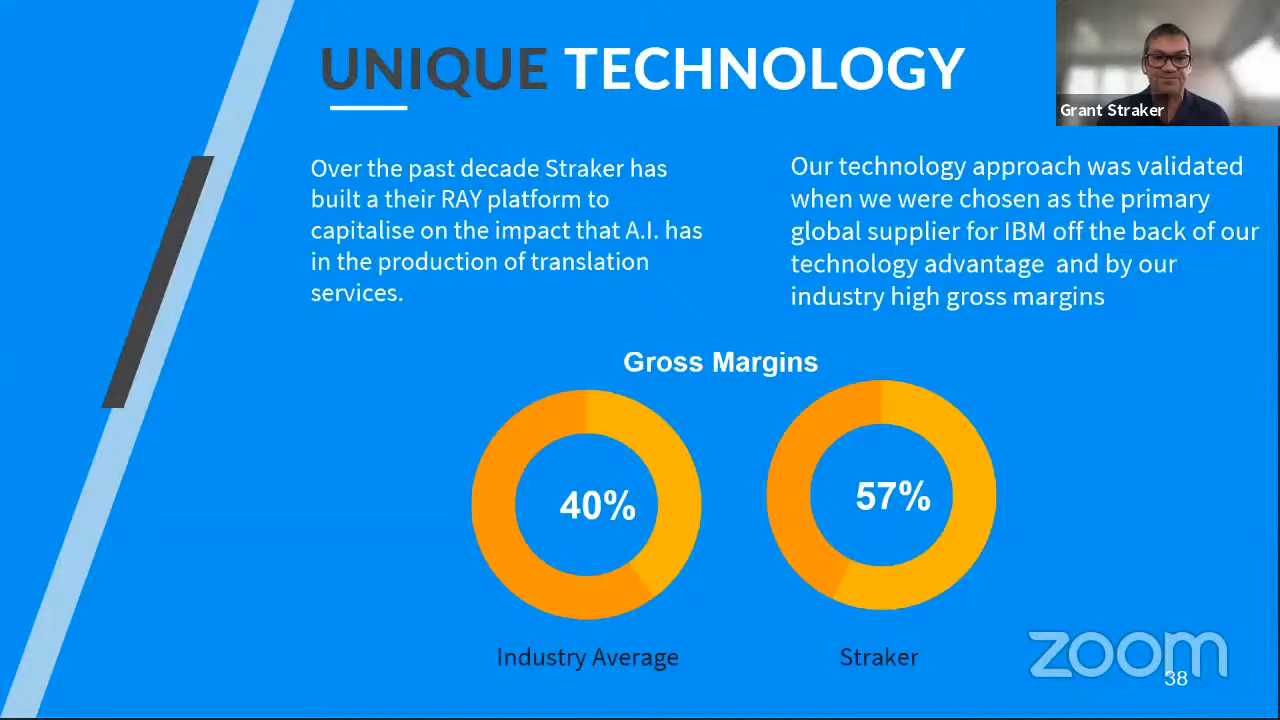 UNIQUE TECHNOLOGY
Grant Straker
Over the past decade Straker has
built a their RAY platform to
capitalise on the impact that A.I. has
in the production of translation
services.
Our technology approach was validated
when we were chosen as the primary
global supplier for IBM off the back of our
technology advantage  and by our
industry high gross margins
Gross Margins
40%
57%
Industry Average
Straker
zoom
38